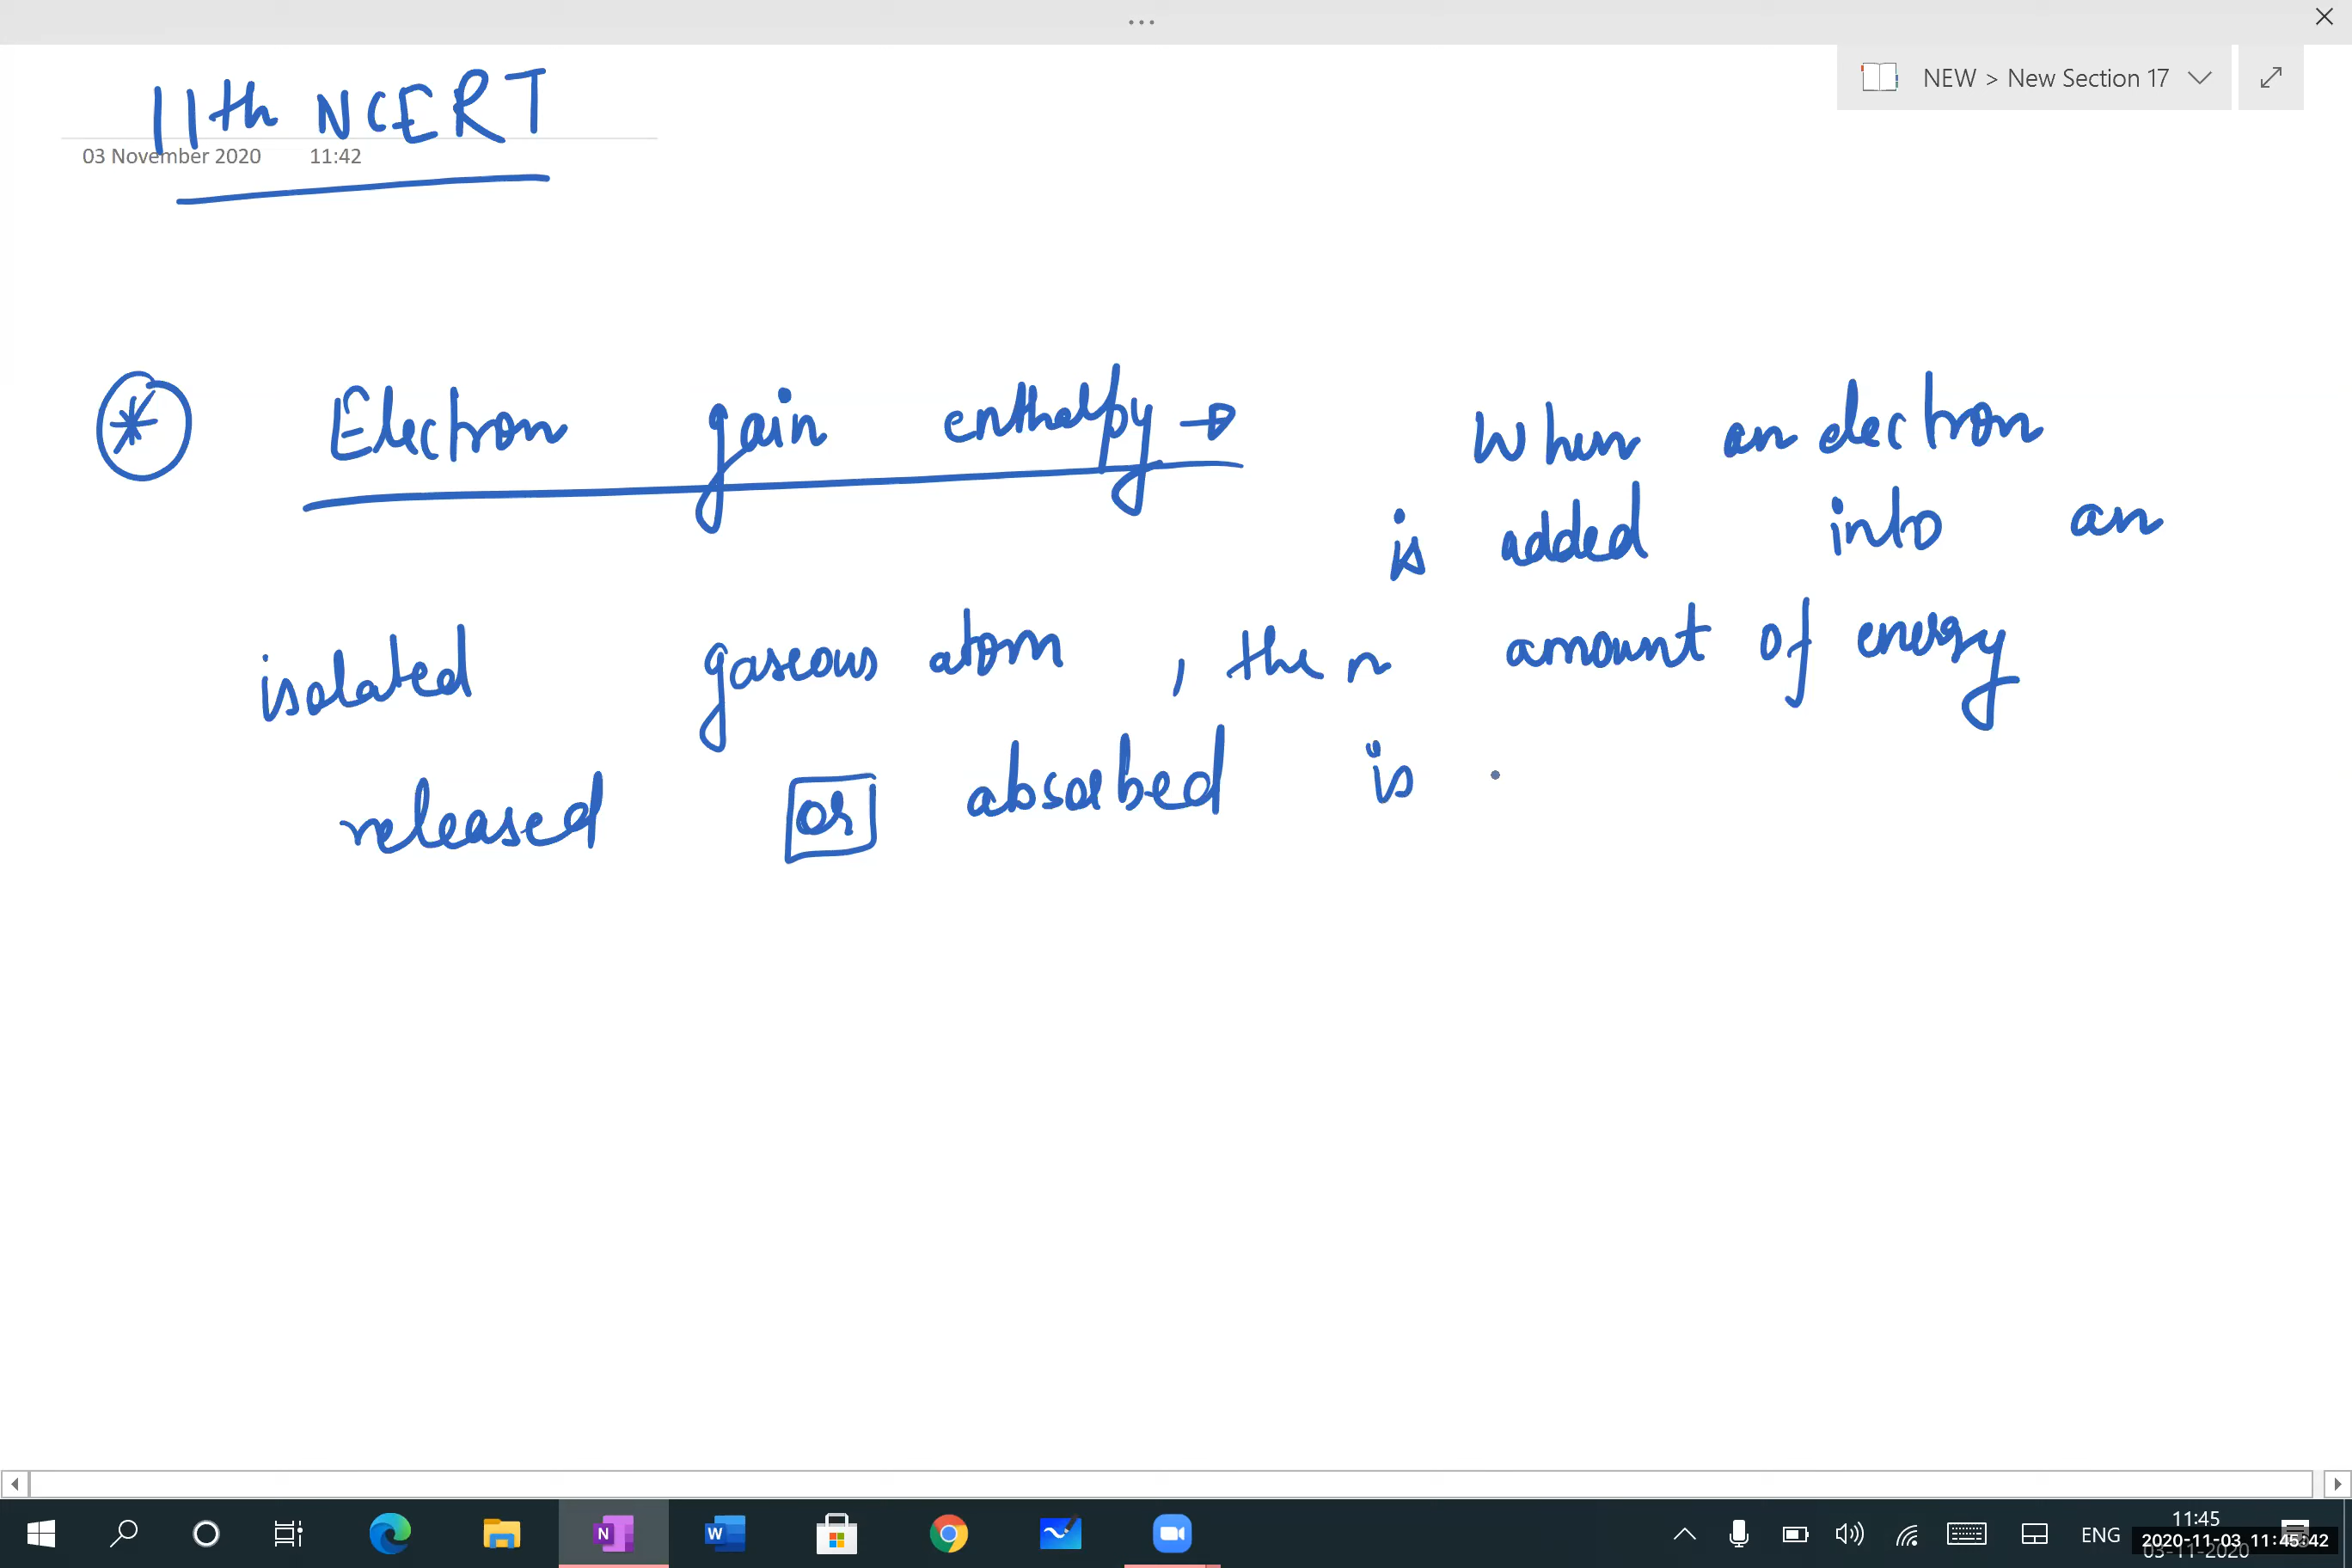 ...
NEW > New Section 17
11th NCERT
03 November 2020 11:42
Electron gain enthalpy → When an electron
is added into an
isolated gaseous atom , then amount of energy
released or absorbed is
N
W
ENG
11:45
2020-11-03 11:45:42
03-11-2020